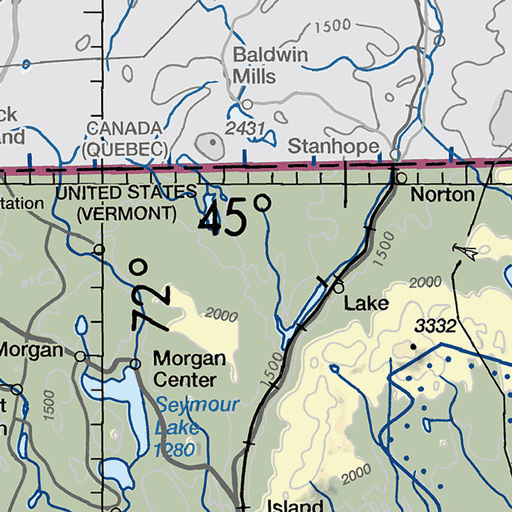 1500
Baldwin
Mills
2431
Stanhope
CANADA
(QUEBEC)
UNITED STATES
(VERMONT)
45°
72°
Norton
1500
2000
Lake
3332
2000
1500
Morgan
Morgan
Center
Seymour
Lake
1280
1500
2000
Island